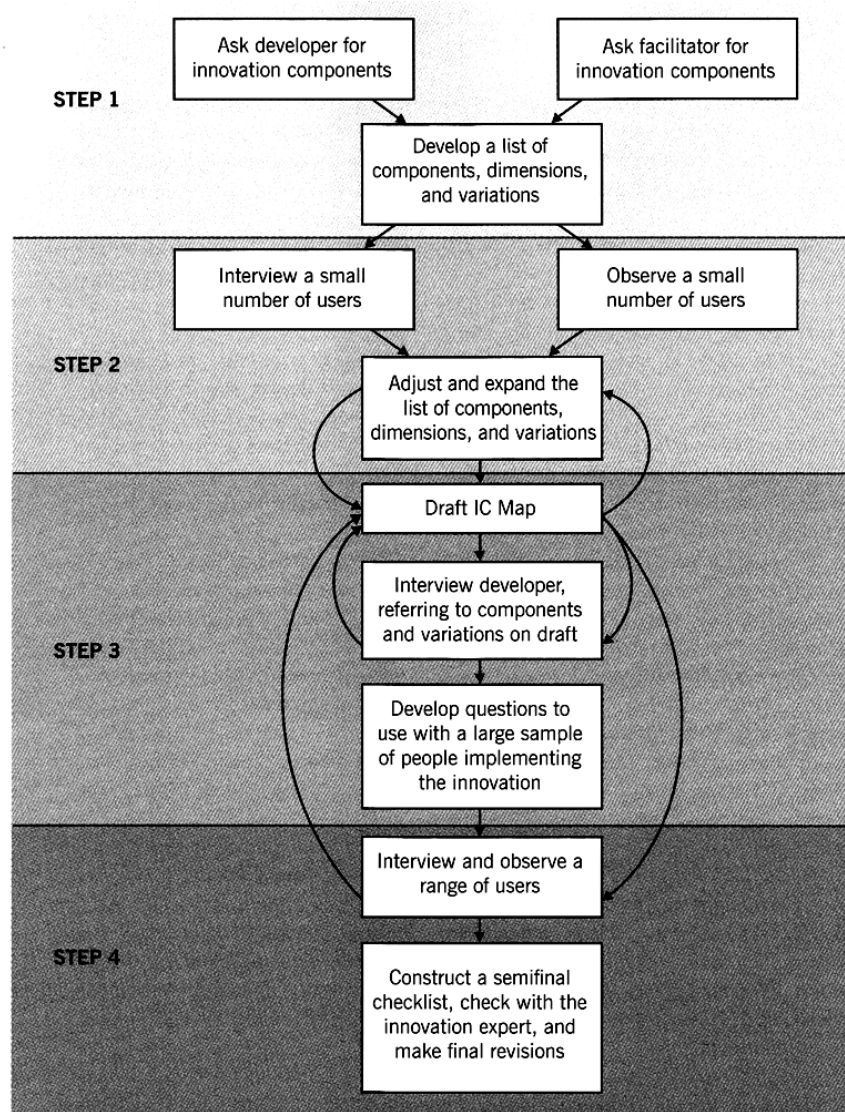 Ask developer for
innovation components
Ask facilitator for
innovation components
STEP 1
Develop a list of
components, dimensions,
and variations
Interview a small
number of users
Observe a small
number of users
STEP 2
Adjust and expand the
list of components,
dimensions, and variations
Draft IC Map
Interview developer,
referring to components
and variations on draft
STEP 3
Develop questions to
use with a large sample
of people implementing
the innovation
Interview and observe a
range of users
STEP 4
Construct a semifinal
checklist, check with the
innovation expert, and
make final revisions